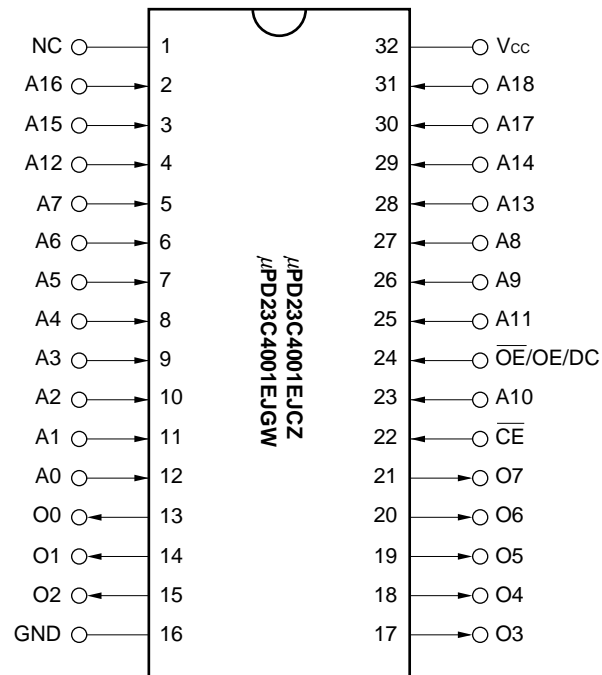 NC 1 32 Vcc
A16 2 31 A18
A15 3 30 A17
A12 4 29 A14
A7 5 28 A13
A6 6 27 A8
A5 7 26 A9
A4 8 25 A11
A3 9 24 O̅E̅/OE/DC
A2 10 23 A10
A1 11 22 C̅E̅
A0 12 21 O7
O0 13 20 O6
O1 14 19 O5
O2 15 18 O4
GND 16 17 O3
µPD23C4001EJCZ
µPD23C4001EJGW